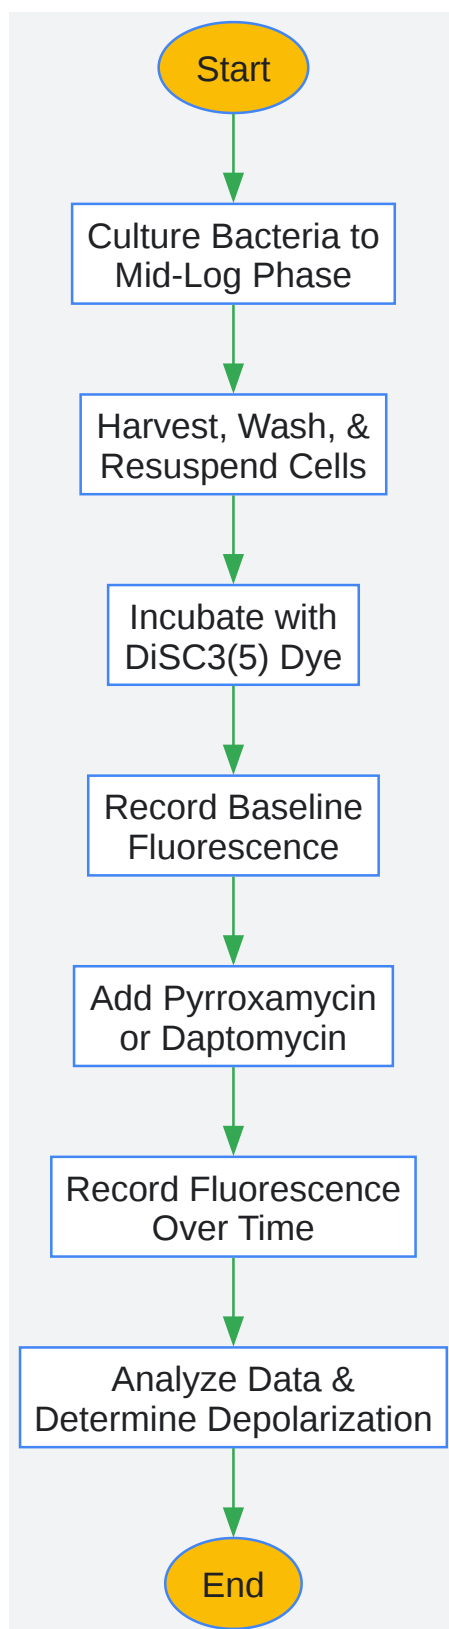 Start
Culture Bacteria to
Mid-Log Phase
Harvest, Wash, &
Resuspend Cells
Incubate with
DiSC3(5) Dye
Record Baseline
Fluorescence
Add Pyrroxamycin
or Daptomycin
Record Fluorescence
Over Time
Analyze Data &
Determine Depolarization
End